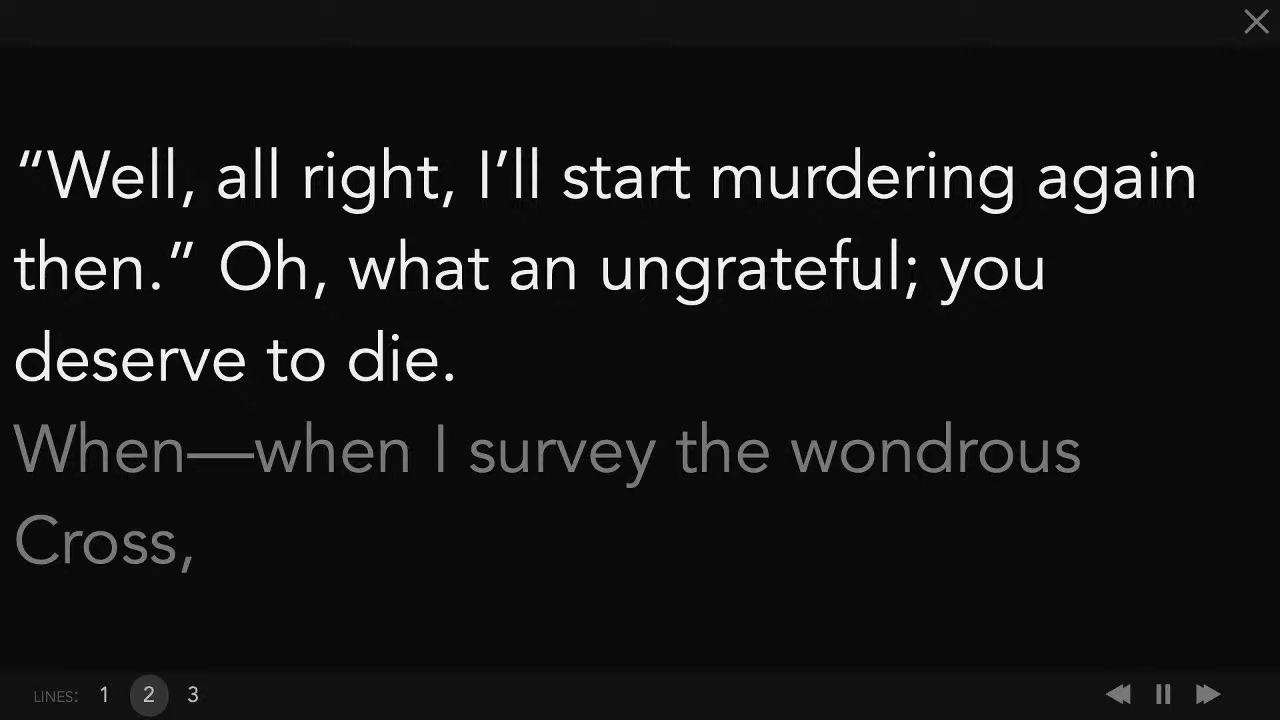 “Well, all right, I’ll start murdering again
then.” Oh, what an ungrateful; you
deserve to die.
When—when I survey the wondrous
Cross,
LINES: 1 2 3